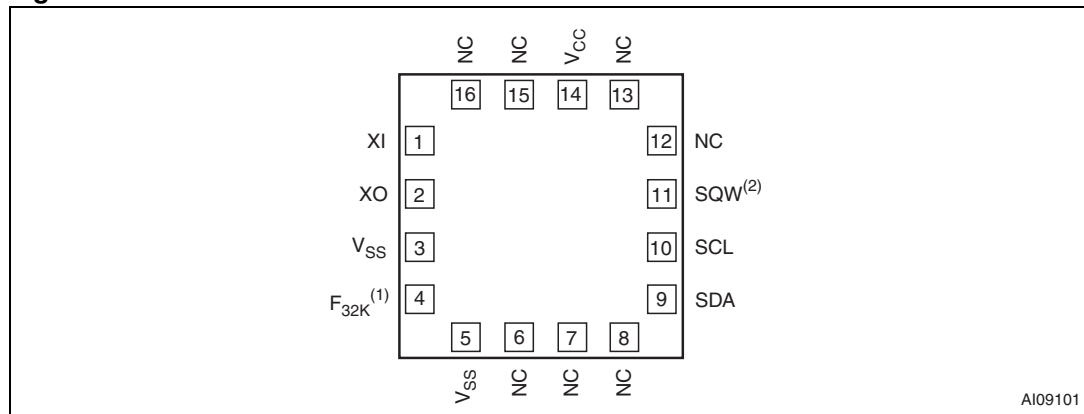 NC NC VCC NC
16 15 14 13
XI 1 12 NC
XO 2 11 SQW(2)
VSS 3 10 SCL
F32K(1) 4 9 SDA
5 6 7 8
VSS NC NC NC
AI09101